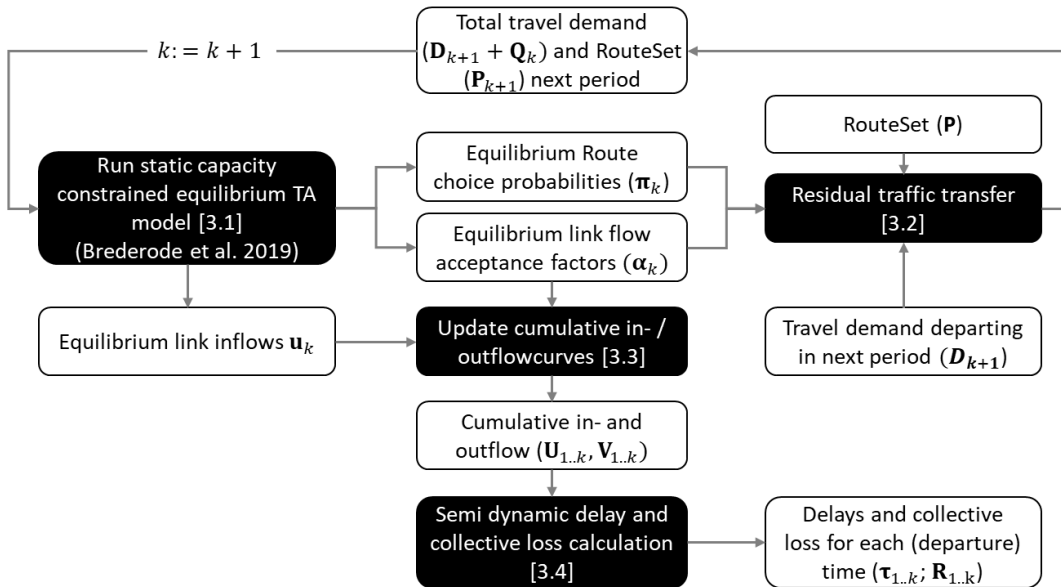 Total travel demand
(D_{k+1} + Q_k) and RouteSet
(P_{k+1}) next period
k: = k + 1
RouteSet (P)
Run static capacity
constrained equilibrium TA
model [3.1]
(Brederode et al. 2019)
Equilibrium Route
choice probabilities (π_k)
Equilibrium link flow
acceptance factors (α_k)
Residual traffic transfer
[3.2]
Equilibrium link inflows u_k
Update cumulative in- /
outflowcurves [3.3]
Travel demand departing
in next period (D_{k+1})
Cumulative in- and
outflow (U_{1..k}, V_{1..k})
Semi dynamic delay and
collective loss calculation
[3.4]
Delays and collective
loss for each (departure)
time (τ_{1..k}; R_{1..k})